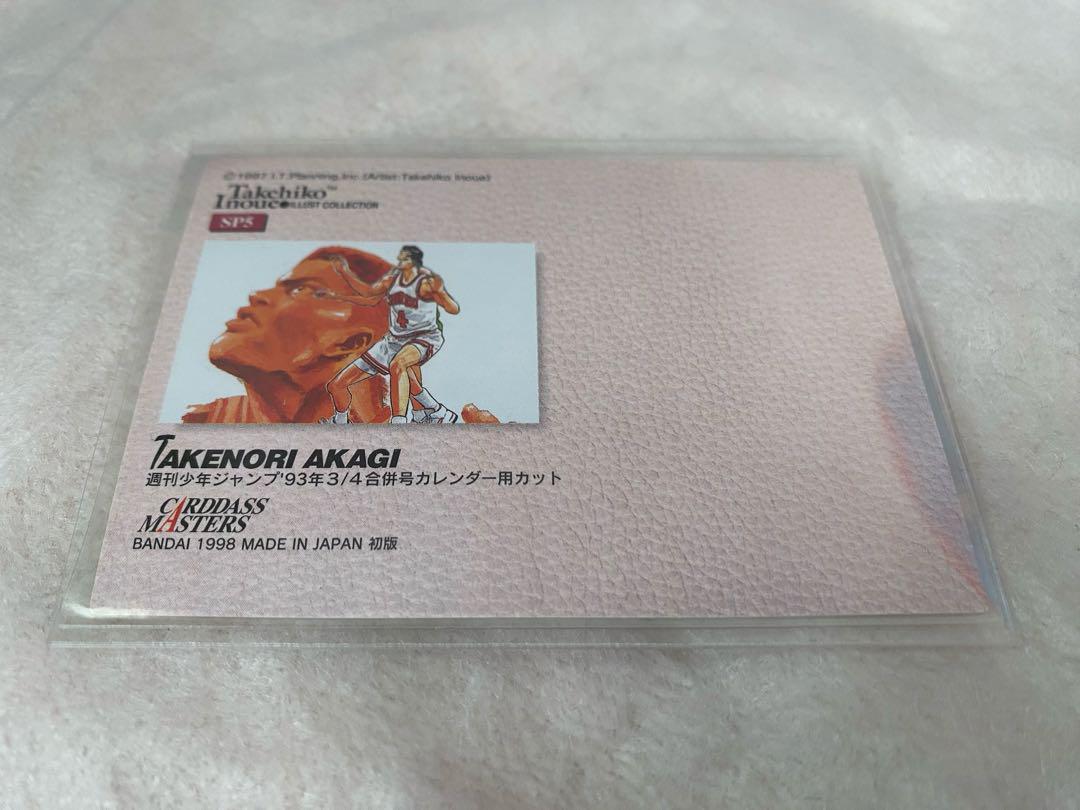 ©1997 I.T.Planning,Inc.(Artist:Takehiko Inoue)
Takehiko™
Inoue ILLUST COLLECTION
SP5
4
TAKENORI AKAGI
週刊少年ジャンプ'93年3/4合併号カレンダー用カット
CARDDASS
MASTERS
BANDAI 1998 MADE IN JAPAN 初版